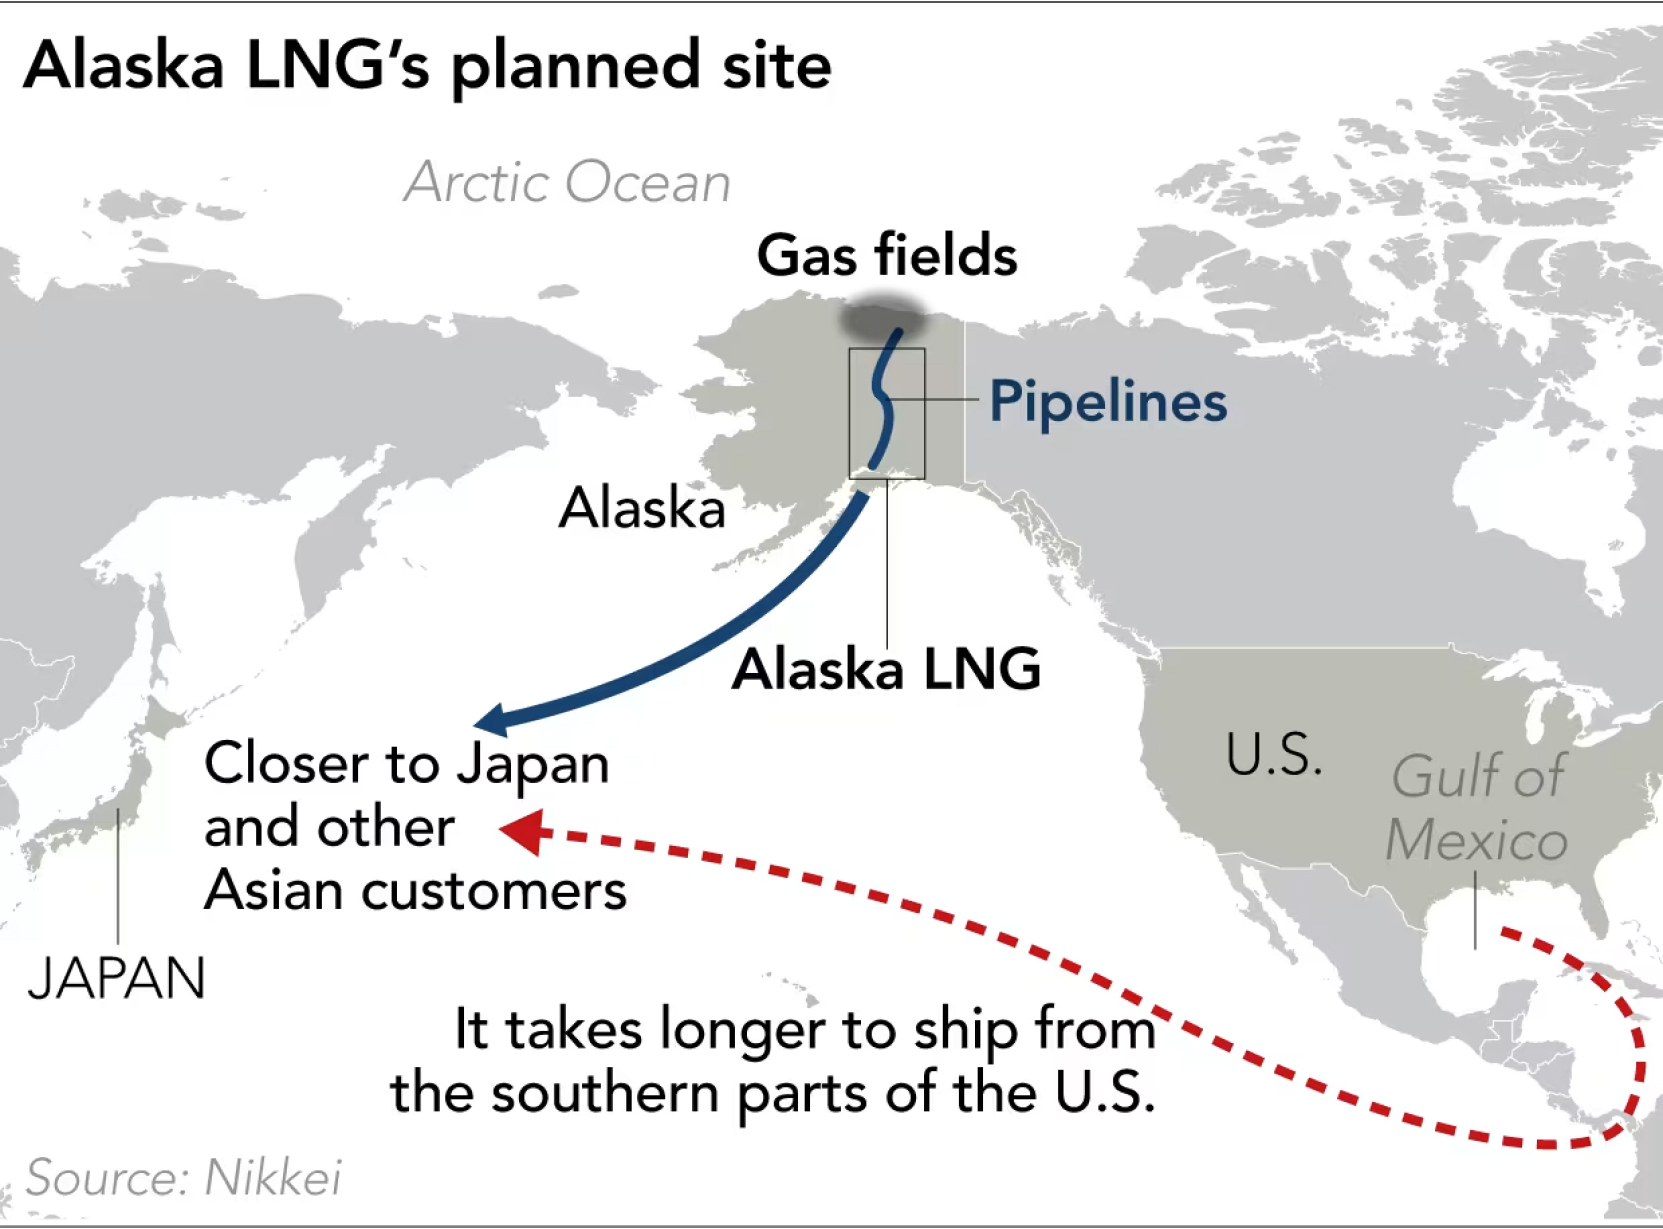 Alaska LNG’s planned site
Arctic Ocean
Gas fields
Pipelines
Alaska
Alaska LNG
U.S.
Gulf of
Mexico
Closer to Japan
and other
Asian customers
JAPAN
It takes longer to ship from
the southern parts of the U.S.
Source: Nikkei